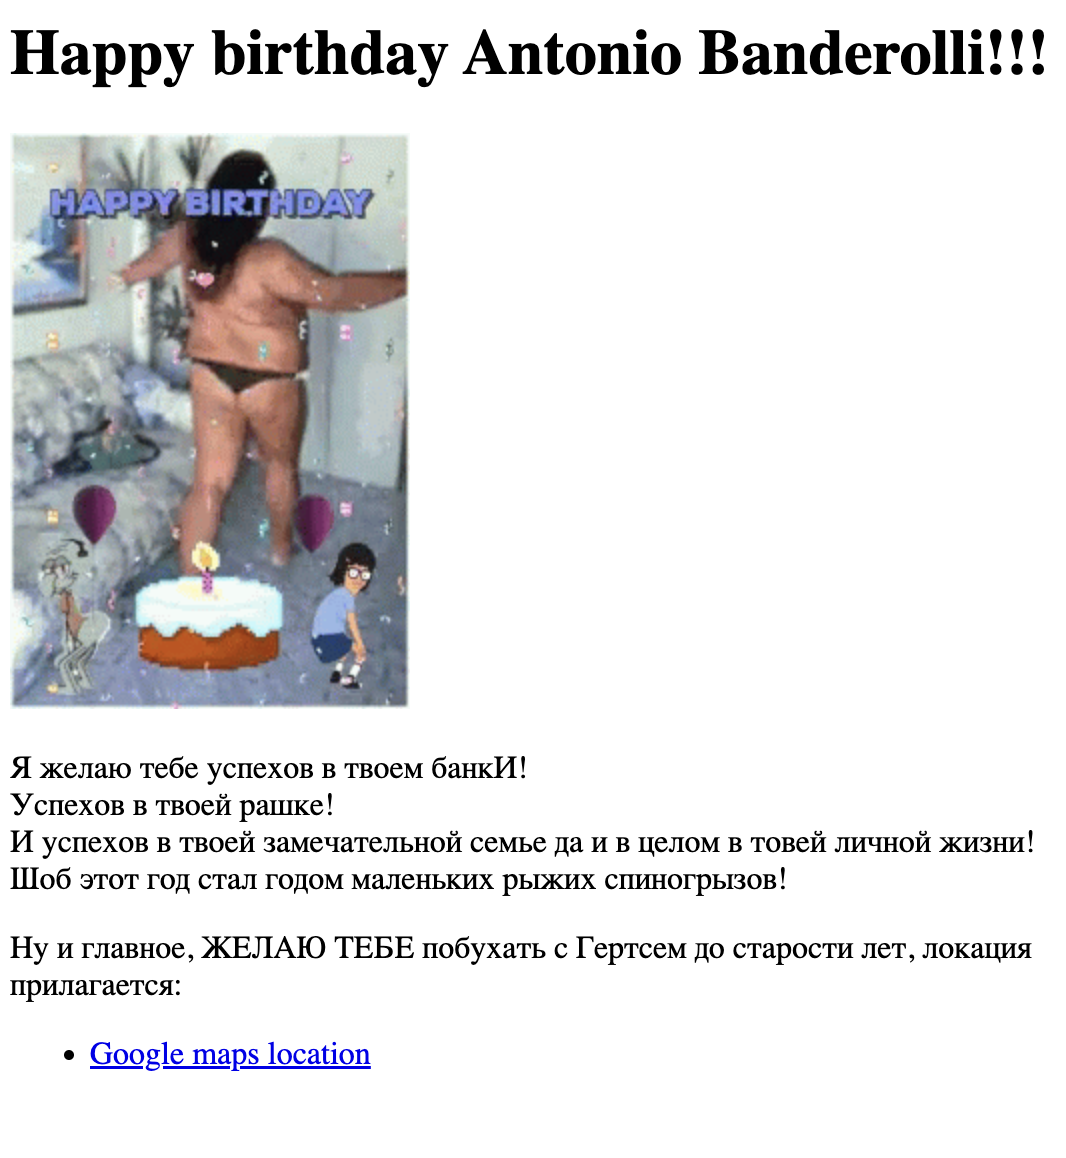 Happy birthday Antonio Banderolli!!!
HAPPY BIRTHDAY
Я желаю тебе успехов в твоем банкИ!
Успехов в твоей рашке!
И успехов в твоей замечательной семье да и в целом в товей личной жизни!
Шоб этот год стал годом маленьких рыжих спиногрызов!
Ну и главное, ЖЕЛАЮ ТЕБЕ побухать с Гертсем до старости лет, локация
прилагается:
Google maps location